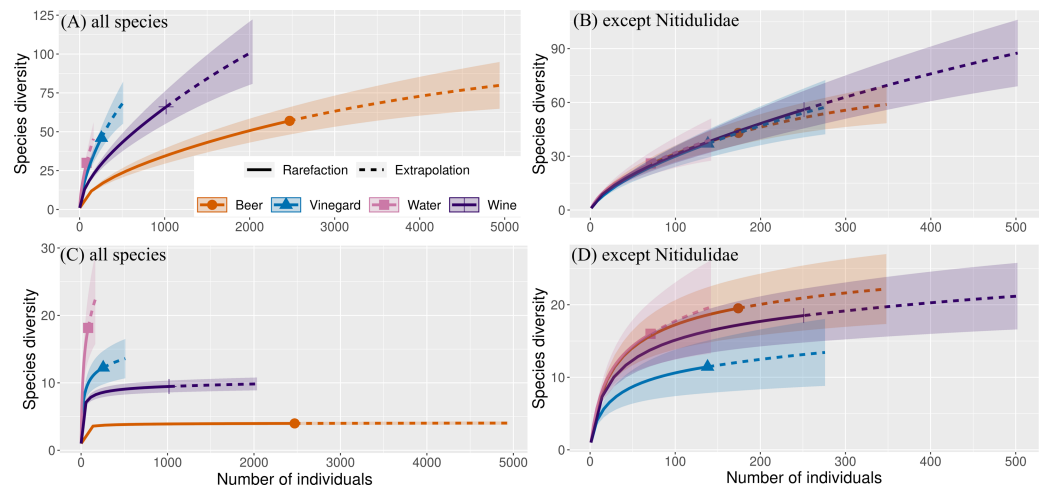 (A) all species
(B) except Nitidulidae
125
100
75
50
25
0
Species diversity
0 1000 2000 3000 4000 5000
Rarefaction Extrapolation
Beer Vinegard Water Wine
90
60
30
0
Species diversity
0 100 200 300 400 500
(C) all species
(D) except Nitidulidae
30
20
10
0
Species diversity
0 1000 2000 3000 4000 5000
Number of individuals
20
10
0
Species diversity
0 100 200 300 400 500
Number of individuals